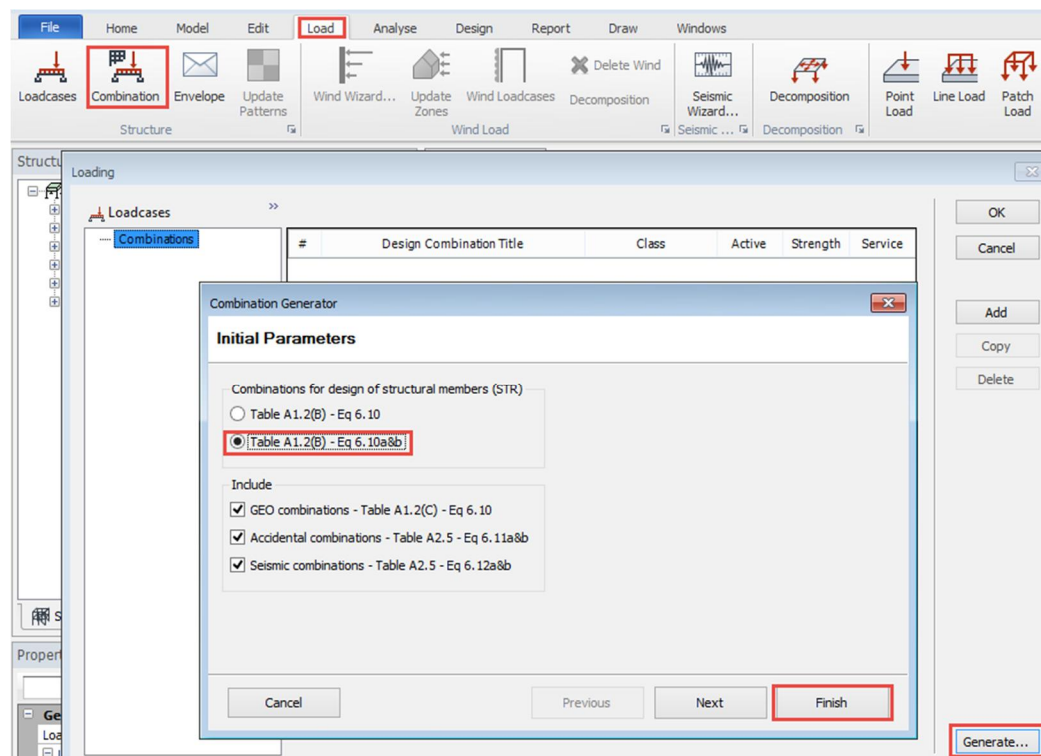 File Home Model Edit Load Analyse Design Report Draw Windows
Loadcases Combination Envelope Update Patterns Wind Wizard... Update Zones Wind Loadcases Delete Wind Decomposition Seismic Wizard... Decomposition Point Load Line Load Patch Load
Structure Wind Load Seismic ... Decomposition
Structu
Loading
Loadcases »
OK
Combinations
# Design Combination Title Class Active Strength Service
Cancel
Combination Generator
Add
Initial Parameters
Copy
Delete
Combinations for design of structural members (STR)
Table A1.2(B) - Eq 6.10
Table A1.2(B) - Eq 6.10a&b
Include
GEO combinations - Table A1.2(C) - Eq 6.10
Accidental combinations - Table A2.5 - Eq 6.11a&b
Seismic combinations - Table A2.5 - Eq 6.12a&b
S
Propert
Cancel Previous Next Finish
Ge
Loa
Generate...